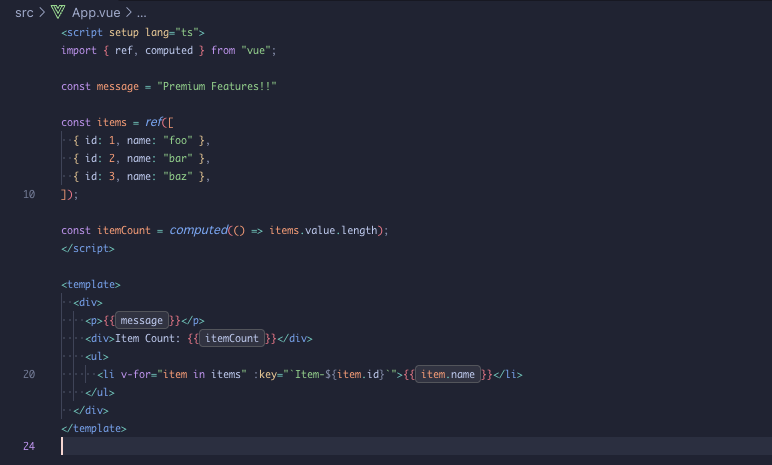 src > App.vue > ...
<script setup lang="ts">
import { ref, computed } from "vue";
const message = "Premium Features!!"
const items = ref([
{ id: 1, name: "foo" },
{ id: 2, name: "bar" },
{ id: 3, name: "baz" },
10 ]);
const itemCount = computed(() => items.value.length);
</script>
<template>
<div>
<p>{{ message }}</p>
<div>Item Count: {{ itemCount }}</div>
<ul>
20 <li v-for="item in items" :key="`Item-${item.id}`">{{ item.name }}</li>
</ul>
</div>
</template>
24